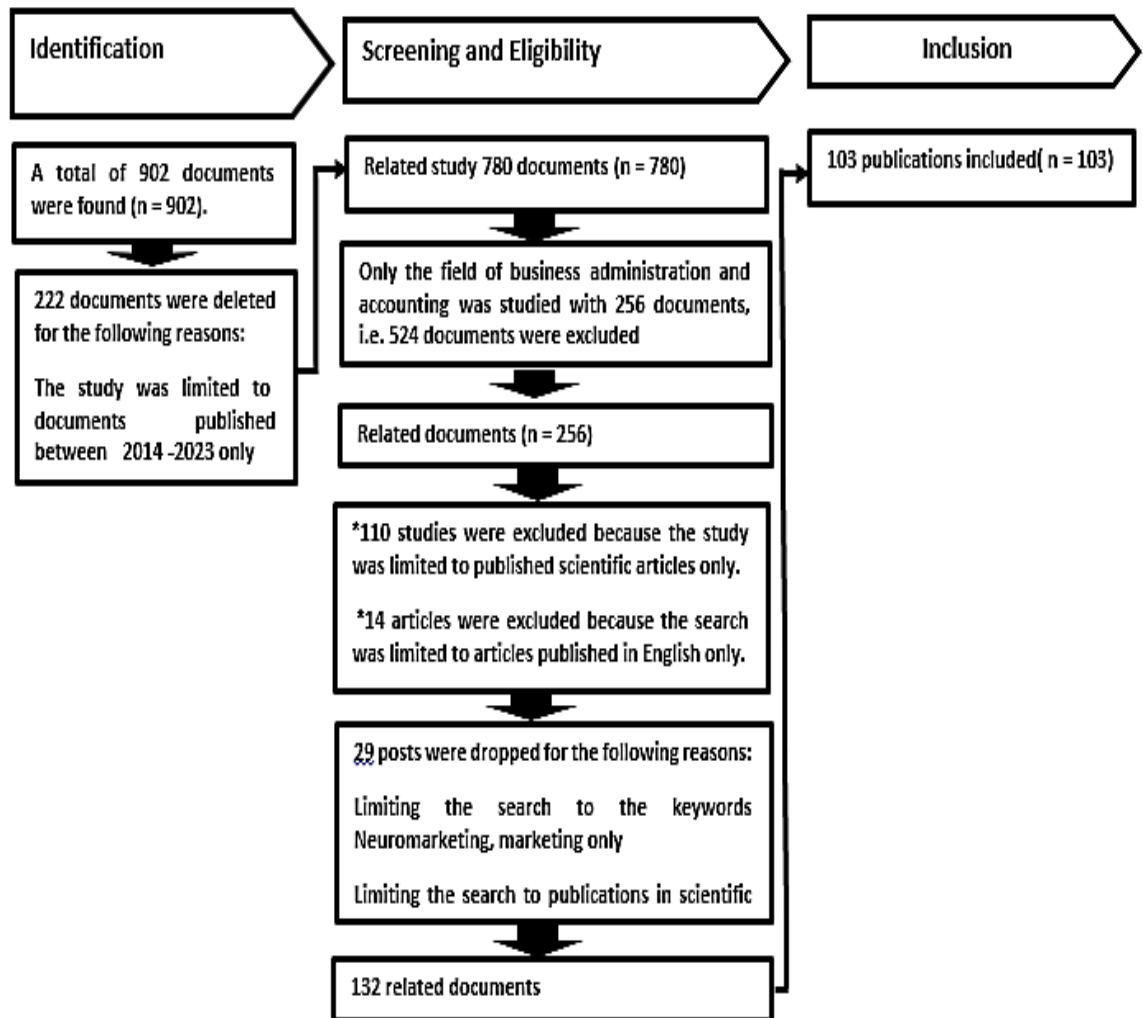 Identification
Screening and Eligibility
Inclusion
A total of 902 documents
were found (n = 902).
222 documents were deleted
for the following reasons:
The study was limited to
documents published
between 2014 -2023 only
Related study 780 documents (n = 780)
Only the field of business administration and
accounting was studied with 256 documents,
i.e. 524 documents were excluded
Related documents (n = 256)
*110 studies were excluded because the study
was limited to published scientific articles only.
*14 articles were excluded because the search
was limited to articles published in English only.
29 posts were dropped for the following reasons:
Limiting the search to the keywords
Neuromarketing, marketing only
Limiting the search to publications in scientific
132 related documents
103 publications included( n = 103)